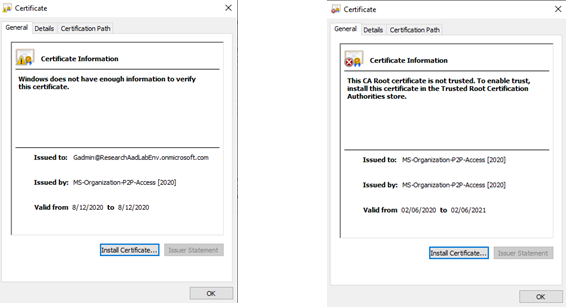 Certificate
General Details Certification Path
Certificate Information
Windows does not have enough information to verify
this certificate.
Issued to: Gadmin@ResearchAadLabEnv.onmicrosoft.com
Issued by: MS-Organization-P2P-Access [2020]
Valid from 8/12/2020 to 8/12/2020
Install Certificate... Issuer Statement
OK
Certificate
General Details Certification Path
Certificate Information
This CA Root certificate is not trusted. To enable trust,
install this certificate in the Trusted Root Certification
Authorities store.
Issued to: MS-Organization-P2P-Access [2020]
Issued by: MS-Organization-P2P-Access [2020]
Valid from 02/06/2020 to 02/06/2021
Install Certificate... Issuer Statement
OK